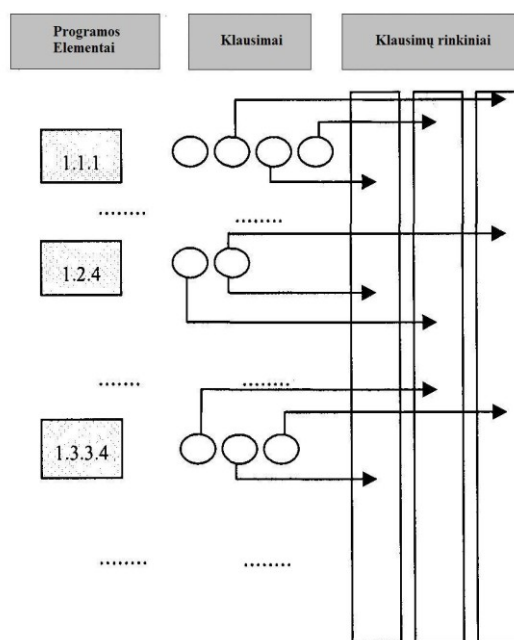 Programos
Elementai
Klausimai
Klausimų rinkiniai
1.1.1
........ ........
1.2.4
....... ........
1.3.3.4
........ ........